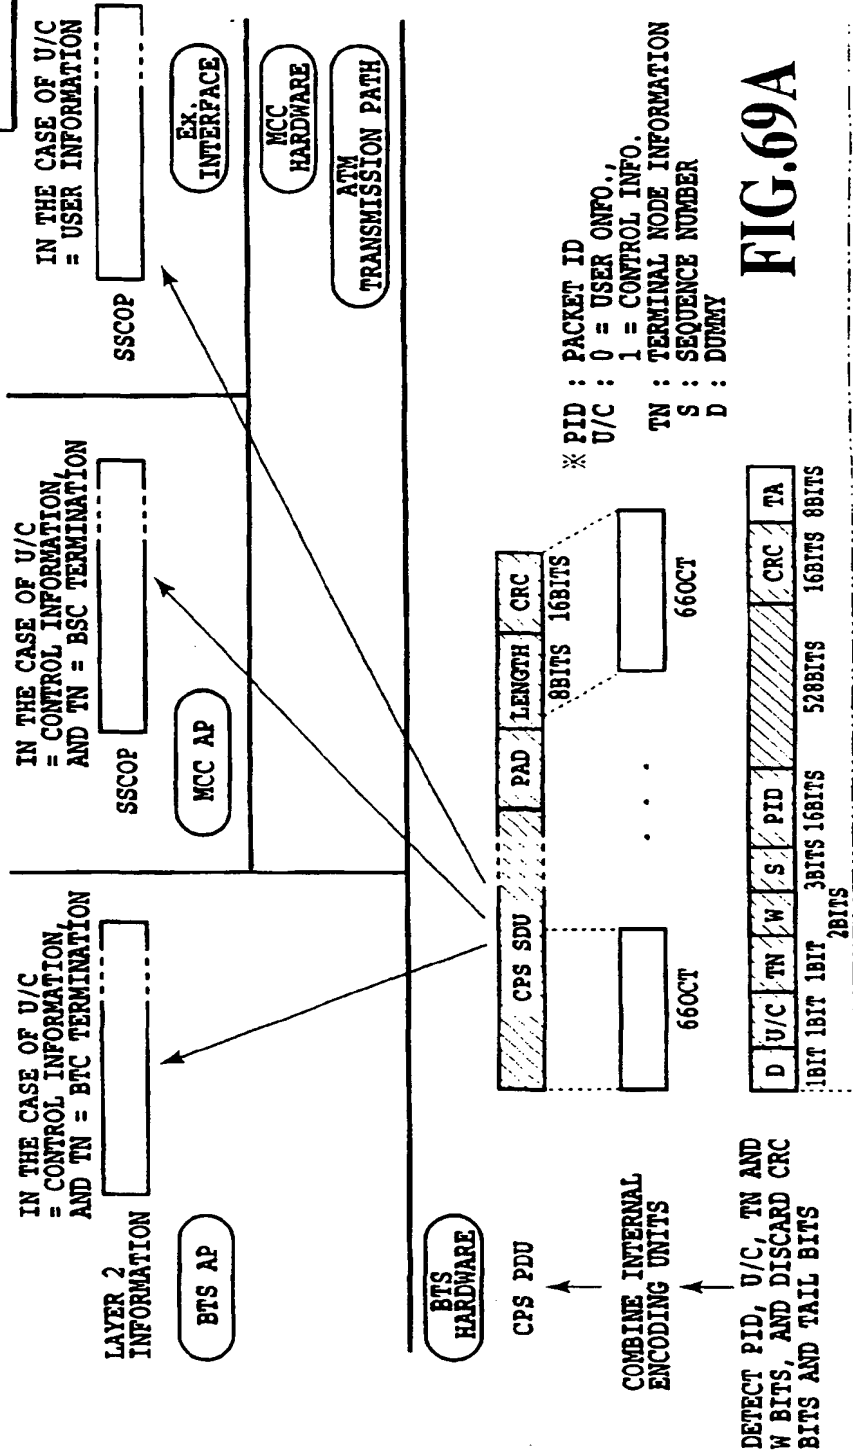 IN THE CASE OF U/C
= CONTROL INFORMATION,
AND TN = BTC TERMINATION
LAYER 2
INFORMATION
BTS AP
IN THE CASE OF U/C
= CONTROL INFORMATION,
AND TN = BSC TERMINATION
SSCOP
MCC AP
IN THE CASE OF U/C
= USER INFORMATION
SSCOP
EX.
INTERFACE
MCC
HARDWARE
ATM
TRANSMISSION PATH
BTS
HARDWARE
CPS PDU
CPS SDU
PAD
LENGTH
CRC
8BITS
16BITS
COMBINE INTERNAL
ENCODING UNITS
66OCT
. . .
66OCT
※ PID : PACKET ID
U/C : 0 = USER ONFO.,
1 = CONTROL INFO.
TN : TERMINAL NODE INFORMATION
S : SEQUENCE NUMBER
D : DUMMY
DETECT PID, U/C, TN AND
W BITS, AND DISCARD CRC
BITS AND TAIL BITS
D U/C TN W S PID CRC TA
1BIT 1BIT 1BIT 3BITS 16BITS 528BITS 16BITS 8BITS
2BITS
FIG.69A